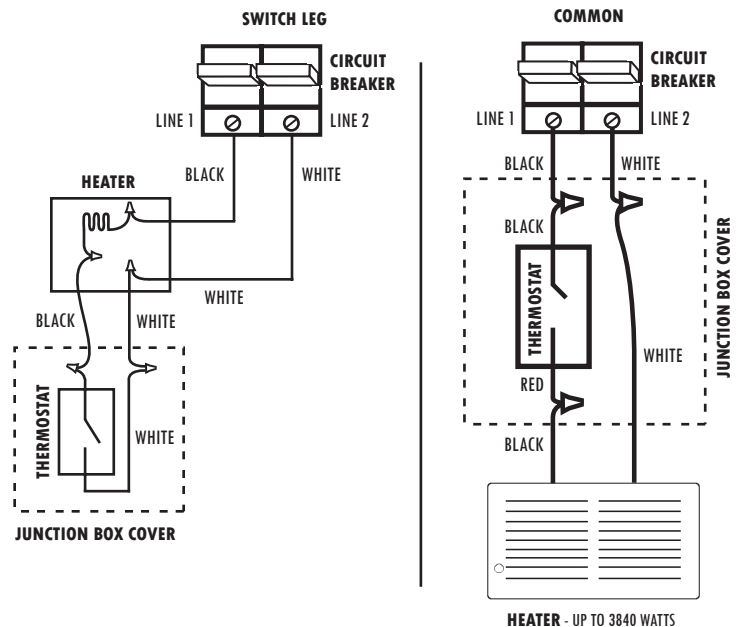 SWITCH LEG
CIRCUIT
BREAKER
LINE 1
LINE 2
BLACK
WHITE
HEATER
WHITE
BLACK
WHITE
THERMOSTAT
WHITE
JUNCTION BOX COVER
COMMON
CIRCUIT
BREAKER
LINE 1
LINE 2
BLACK
WHITE
BLACK
THERMOSTAT
JUNCTION BOX COVER
WHITE
RED
BLACK
HEATER - UP TO 3840 WATTS